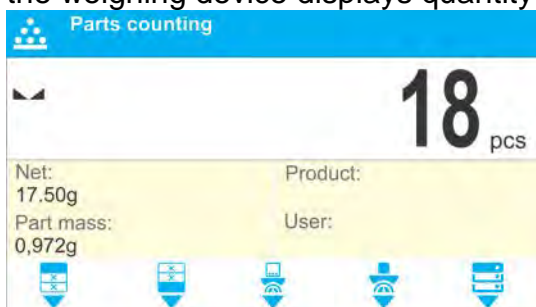 the weighing device displays quantity
Parts counting
18 pcs
Net:
17.50g
Product:
Part mass:
0,972g
User: